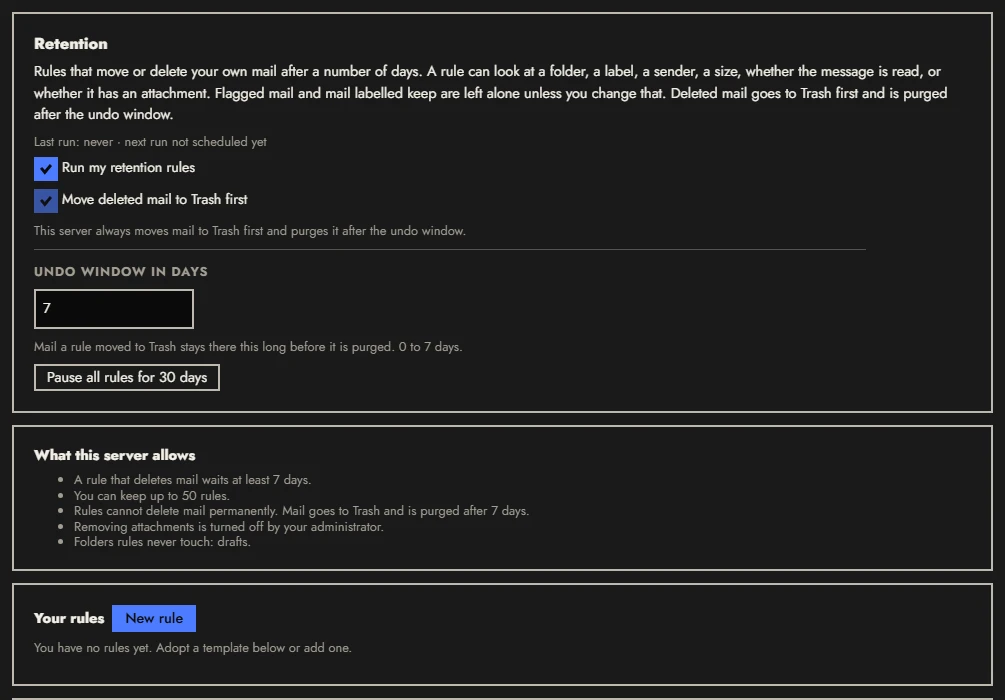 Retention
Rules that move or delete your own mail after a number of days. A rule can look at a folder, a label, a sender, a size, whether the message is read, or
whether it has an attachment. Flagged mail and mail labelled keep are left alone unless you change that. Deleted mail goes to Trash first and is purged
after the undo window.
Last run: never · next run not scheduled yet
Run my retention rules
Move deleted mail to Trash first
This server always moves mail to Trash first and purges it after the undo window.
UNDO WINDOW IN DAYS
7
Mail a rule moved to Trash stays there this long before it is purged. 0 to 7 days.
Pause all rules for 30 days
What this server allows
• A rule that deletes mail waits at least 7 days.
• You can keep up to 50 rules.
• Rules cannot delete mail permanently. Mail goes to Trash and is purged after 7 days.
• Removing attachments is turned off by your administrator.
• Folders rules never touch: drafts.
Your rules New rule
You have no rules yet. Adopt a template below or add one.